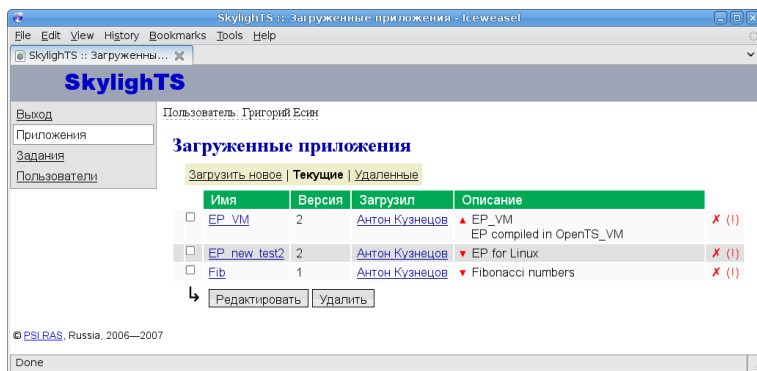 SkylighTS :: Загруженные приложения - Iceweasel
File Edit View History Bookmarks Tools Help
SkylighTS :: Загруженны...
SkylighTS
Выход
Приложения
Задания
Пользователи
Пользователь: Григорий Есин
Загруженные приложения
Загрузить новое | Текущие | Удаленные
Имя Версия Загрузил Описание
EP_VM 2 Антон Кузнецов ▲ EP_VM ✗ (!)
EP compiled in OpenTS_VM
EP_new_test2 2 Антон Кузнецов ▼ EP for Linux ✗ (!)
Fib 1 Антон Кузнецов ▼ Fibonacci numbers ✗ (!)
Редактировать Удалить
© PSI RAS, Russia, 2006—2007
Done